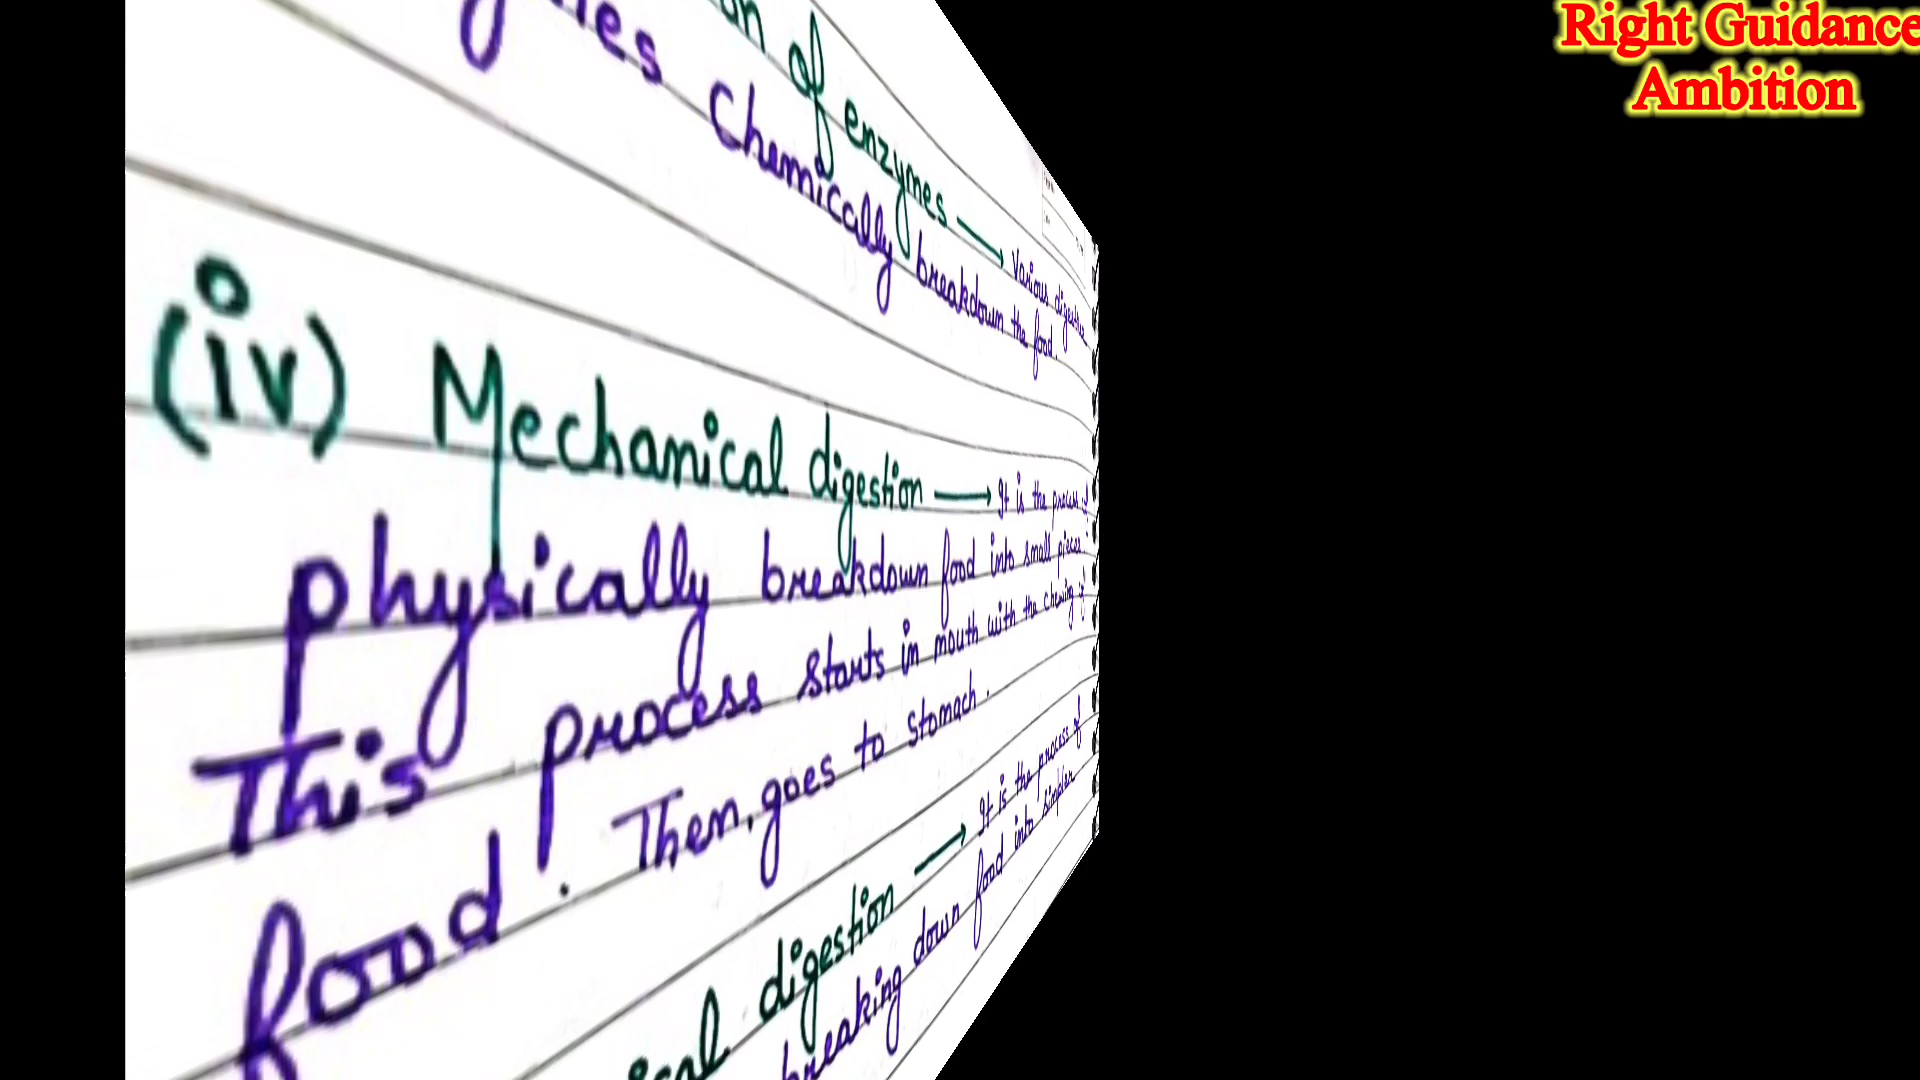 Right Guidance
Ambition
on of enzymes → Various digestive
Chemically breakdown the food.
(iv) Mechanical digestion → It is the process of
physically breakdown food into small pieces.
This process starts in mouth with the chewing of
food. Then, goes to stomach.
digestion → It is the process of
breaking down food into simpler